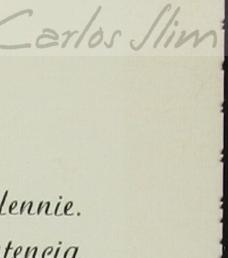 Carlos Slim
lennie.
tencia